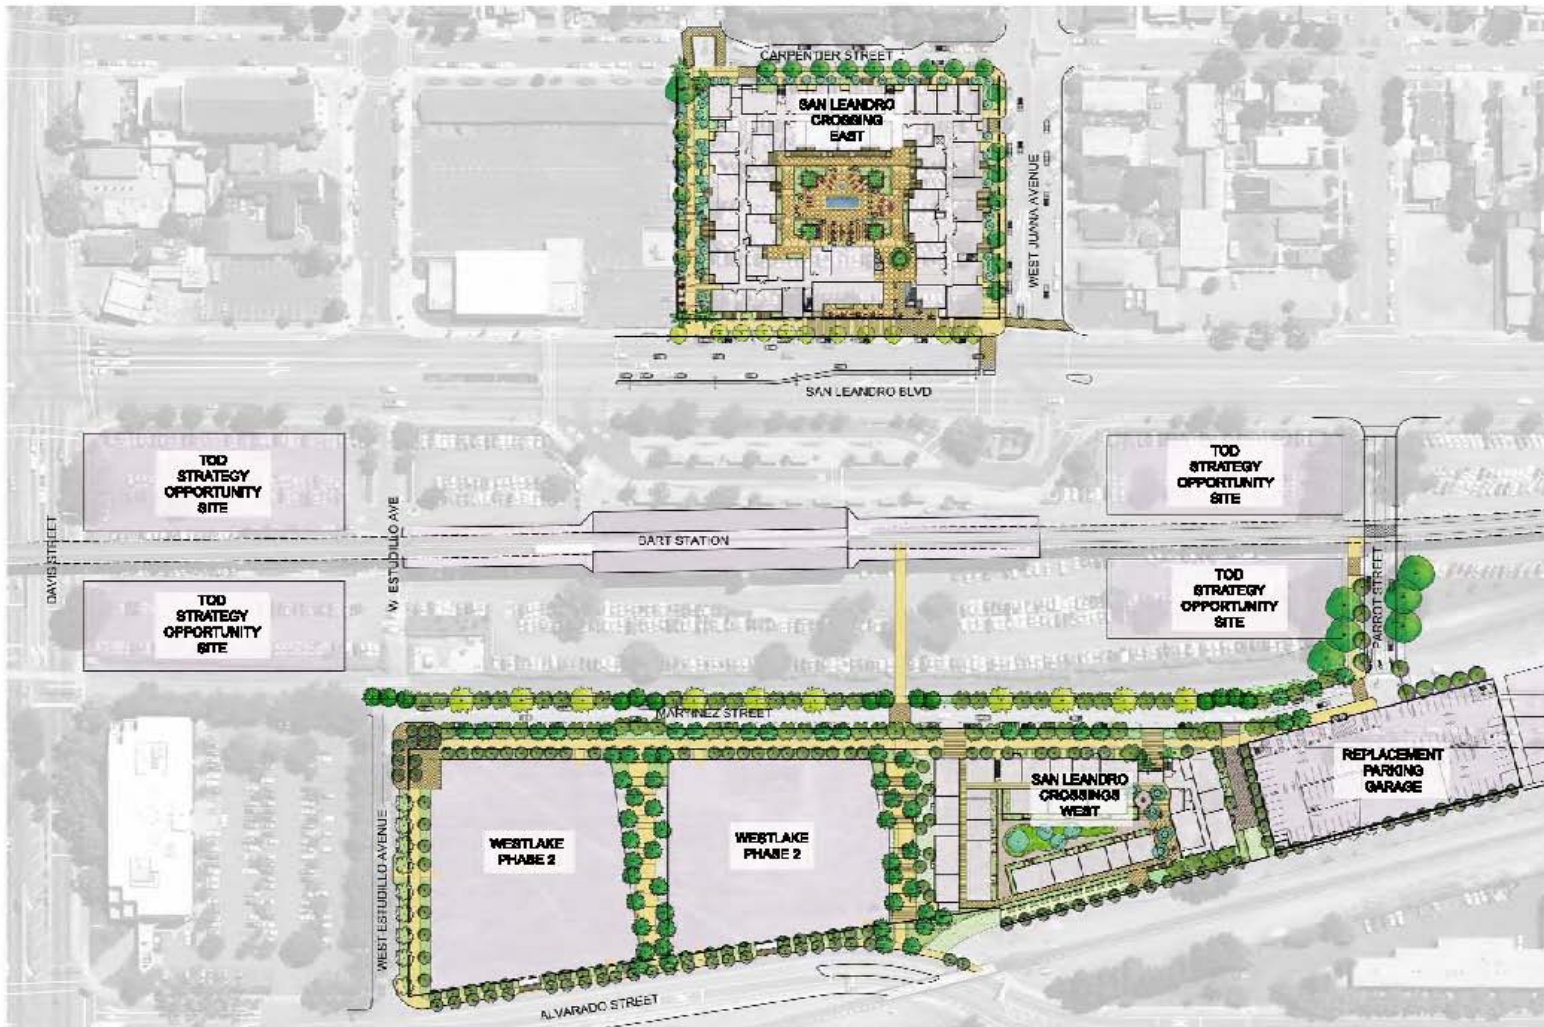 CARPENTIER STREET
SAN LEANDRO
CROSSING
EAST
WEST JUANA AVENUE
SAN LEANDRO BLVD
TOD
STRATEGY
OPPORTUNITY
SITE
TOD
STRATEGY
OPPORTUNITY
SITE
DAVIS STREET
W ESTUDILLO AVE
BART STATION
PARROT STREET
TOD
STRATEGY
OPPORTUNITY
SITE
TOD
STRATEGY
OPPORTUNITY
SITE
MARTINEZ STREET
WEST ESTUDILLO AVENUE
WESTLAKE
PHASE 2
WESTLAKE
PHASE 2
SAN LEANDRO
CROSSINGS
WEST
REPLACEMENT
PARKING
GARAGE
ALVARADO STREET